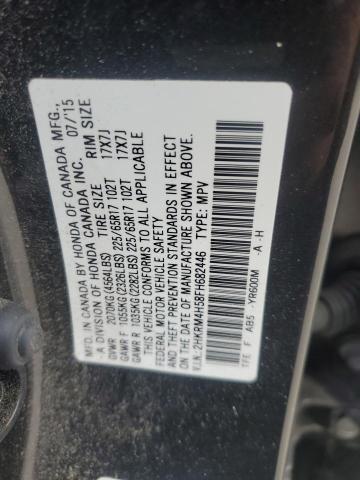 MFD. IN CANADA BY HONDA OF CANADA MFG.,
A DIVISION OF HONDA CANADA INC. 07/15
TIRE SIZE RIM SIZE
GVWR 2070KG(4564LBS)
GAWR F 1055KG(2326LBS) 225/65R17 102T 17X7J
GAWR R 1035KG(2282LBS) 225/65R17 102T 17X7J
THIS VEHICLE CONFORMS TO ALL APPLICABLE
FEDERAL MOTOR VEHICLE SAFETY
AND THEFT PREVENTION STANDARDS IN EFFECT
ON THE DATE OF MANUFACTURE SHOWN ABOVE.
V.I.N.:2HKRM4H58FH682446 TYPE: MPV
TFE F AB5 YR600M -A -H